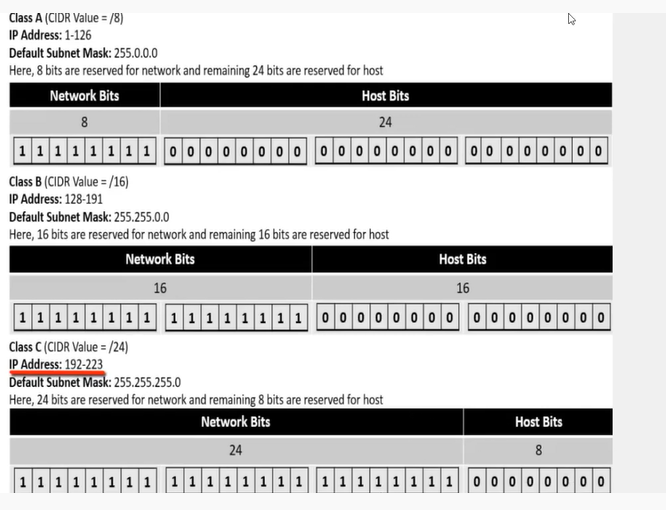 Class A (CIDR Value = /8)
IP Address: 1-126
Default Subnet Mask: 255.0.0.0
Here, 8 bits are reserved for network and remaining 24 bits are reserved for host
Network Bits Host Bits
8 24
1 1 1 1 1 1 1 1 0 0 0 0 0 0 0 0 0 0 0 0 0 0 0 0 0 0 0 0 0 0 0 0
Class B (CIDR Value = /16)
IP Address: 128-191
Default Subnet Mask: 255.255.0.0
Here, 16 bits are reserved for network and remaining 16 bits are reserved for host
Network Bits Host Bits
16 16
1 1 1 1 1 1 1 1 1 1 1 1 1 1 1 1 0 0 0 0 0 0 0 0 0 0 0 0 0 0 0 0
Class C (CIDR Value = /24)
IP Address: 192-223
Default Subnet Mask: 255.255.255.0
Here, 24 bits are reserved for network and remaining 8 bits are reserved for host
Network Bits Host Bits
24 8
1 1 1 1 1 1 1 1 1 1 1 1 1 1 1 1 1 1 1 1 1 1 1 1 0 0 0 0 0 0 0 0